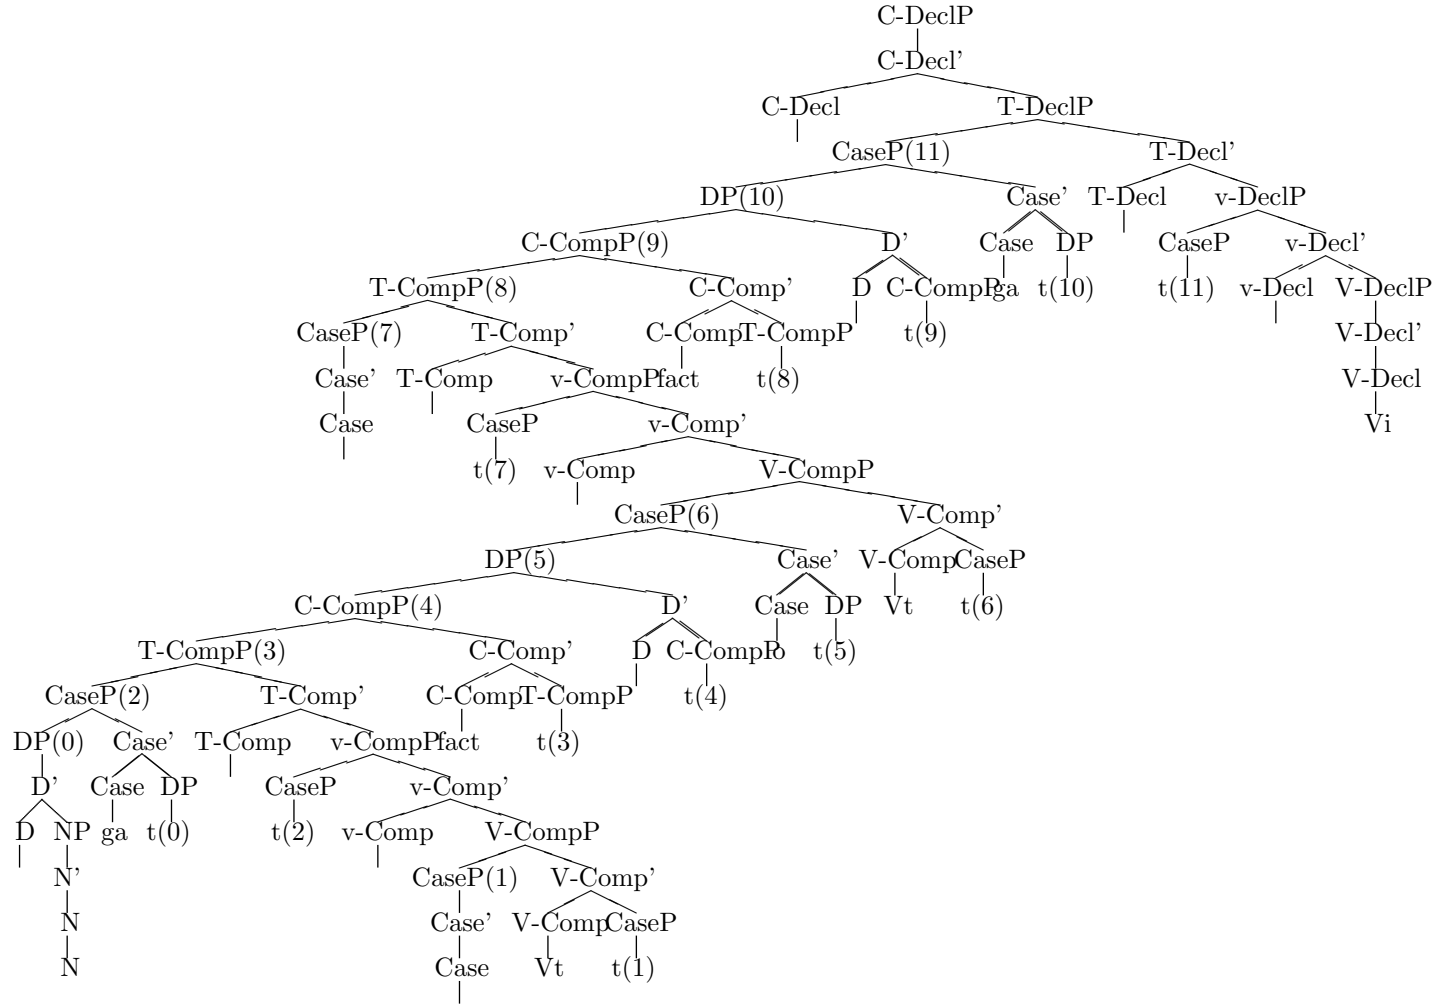 C-DeclP
C-Decl'
C-Decl T-DeclP
CaseP(11) T-Decl'
DP(10) Case' T-Decl v-DeclP
C-CompP(9) D' Case DP CaseP v-Decl'
T-CompP(8) C-Comp' D C-CompP ga t(10) t(11) v-Decl V-DeclP
CaseP(7) T-Comp' C-Comp T-CompP t(9) V-Decl'
Case' T-Comp v-CompP fact t(8) V-Decl
Case CaseP v-Comp' Vi
t(7) v-Comp V-CompP
CaseP(6) V-Comp'
DP(5) Case' V-Comp CaseP
C-CompP(4) D' Case DP Vt t(6)
T-CompP(3) C-Comp' D C-CompP o t(5)
CaseP(2) T-Comp' C-Comp T-CompP t(4)
DP(0) Case' T-Comp v-CompP fact t(3)
D' Case DP CaseP v-Comp'
D NP ga t(0) t(2) v-Comp V-CompP
N' CaseP(1) V-Comp'
N Case' V-Comp CaseP
N Case Vt t(1)